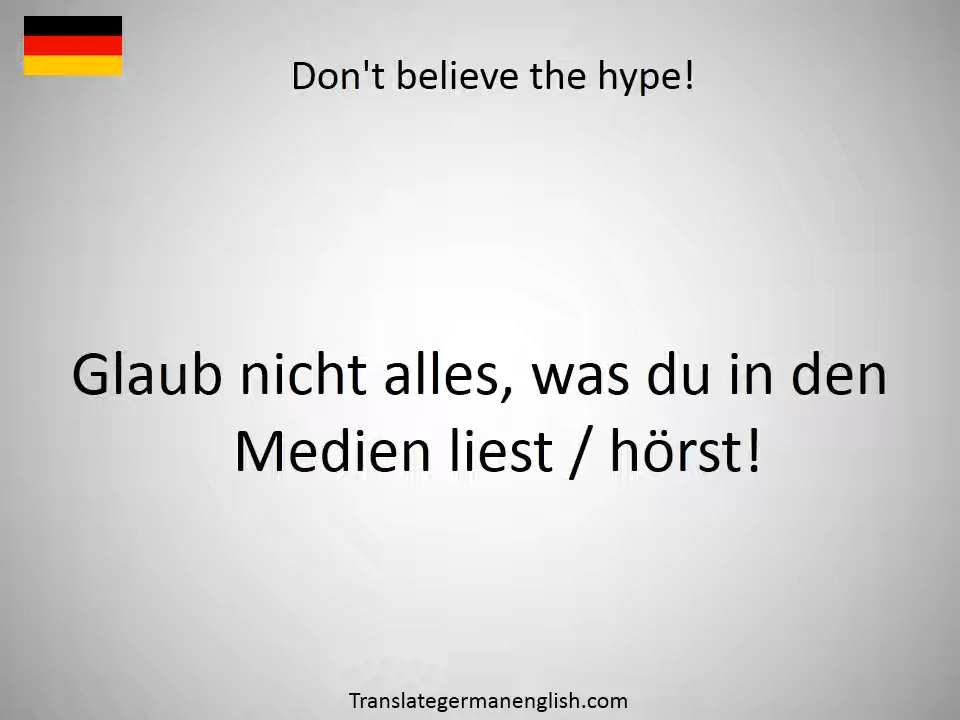 Don't believe the hype!
Glaub nicht alles, was du in den
Medien liest / hörst!
Translategermanenglish.com